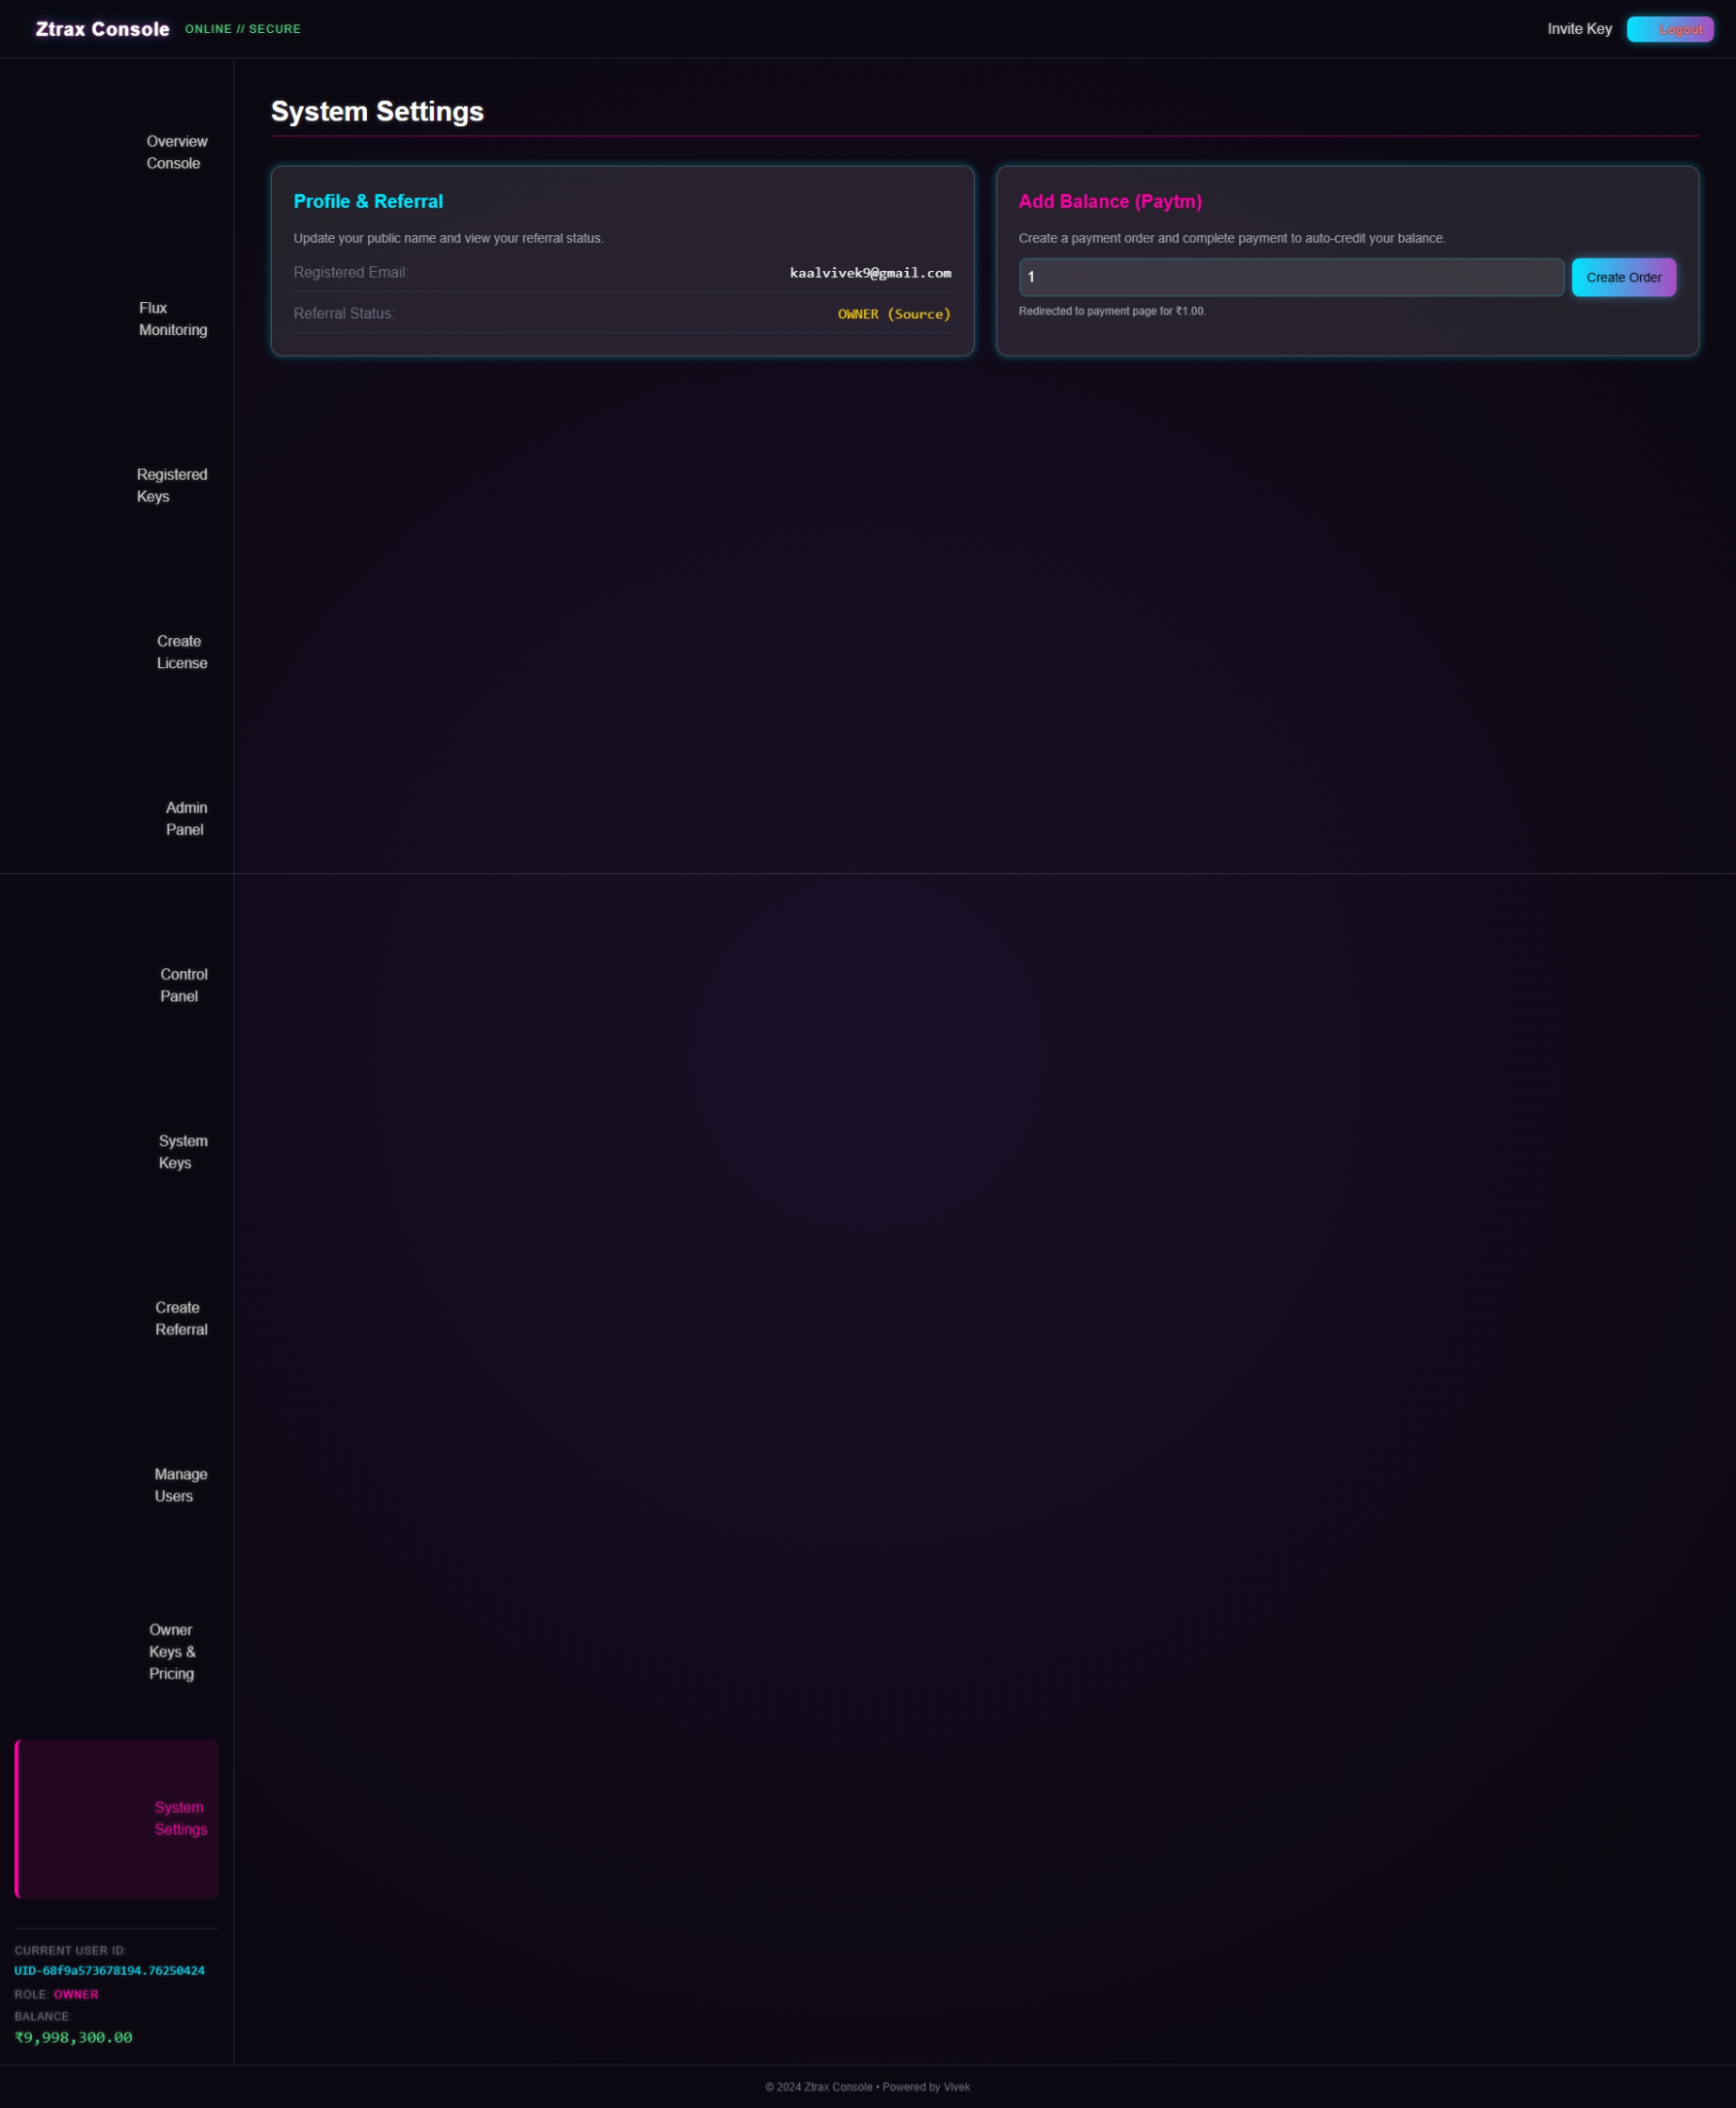 Ztrax Console ONLINE // SECURE
Invite Key Logout
Overview
Console
Flux
Monitoring
Registered
Keys
Create
License
Admin
Panel
Control
Panel
System
Keys
Create
Referral
Manage
Users
Owner
Keys &
Pricing
System
Settings
CURRENT USER ID:
UID-68f9a573678194.76250424
ROLE: OWNER
BALANCE:
₹9,998,300.00
System Settings
Profile & Referral
Update your public name and view your referral status.
Registered Email: kaalvivek9@gmail.com
Referral Status: OWNER (Source)
Add Balance (Paytm)
Create a payment order and complete payment to auto-credit your balance.
1 Create Order
Redirected to payment page for ₹1.00.
© 2024 Ztrax Console • Powered by Vivek